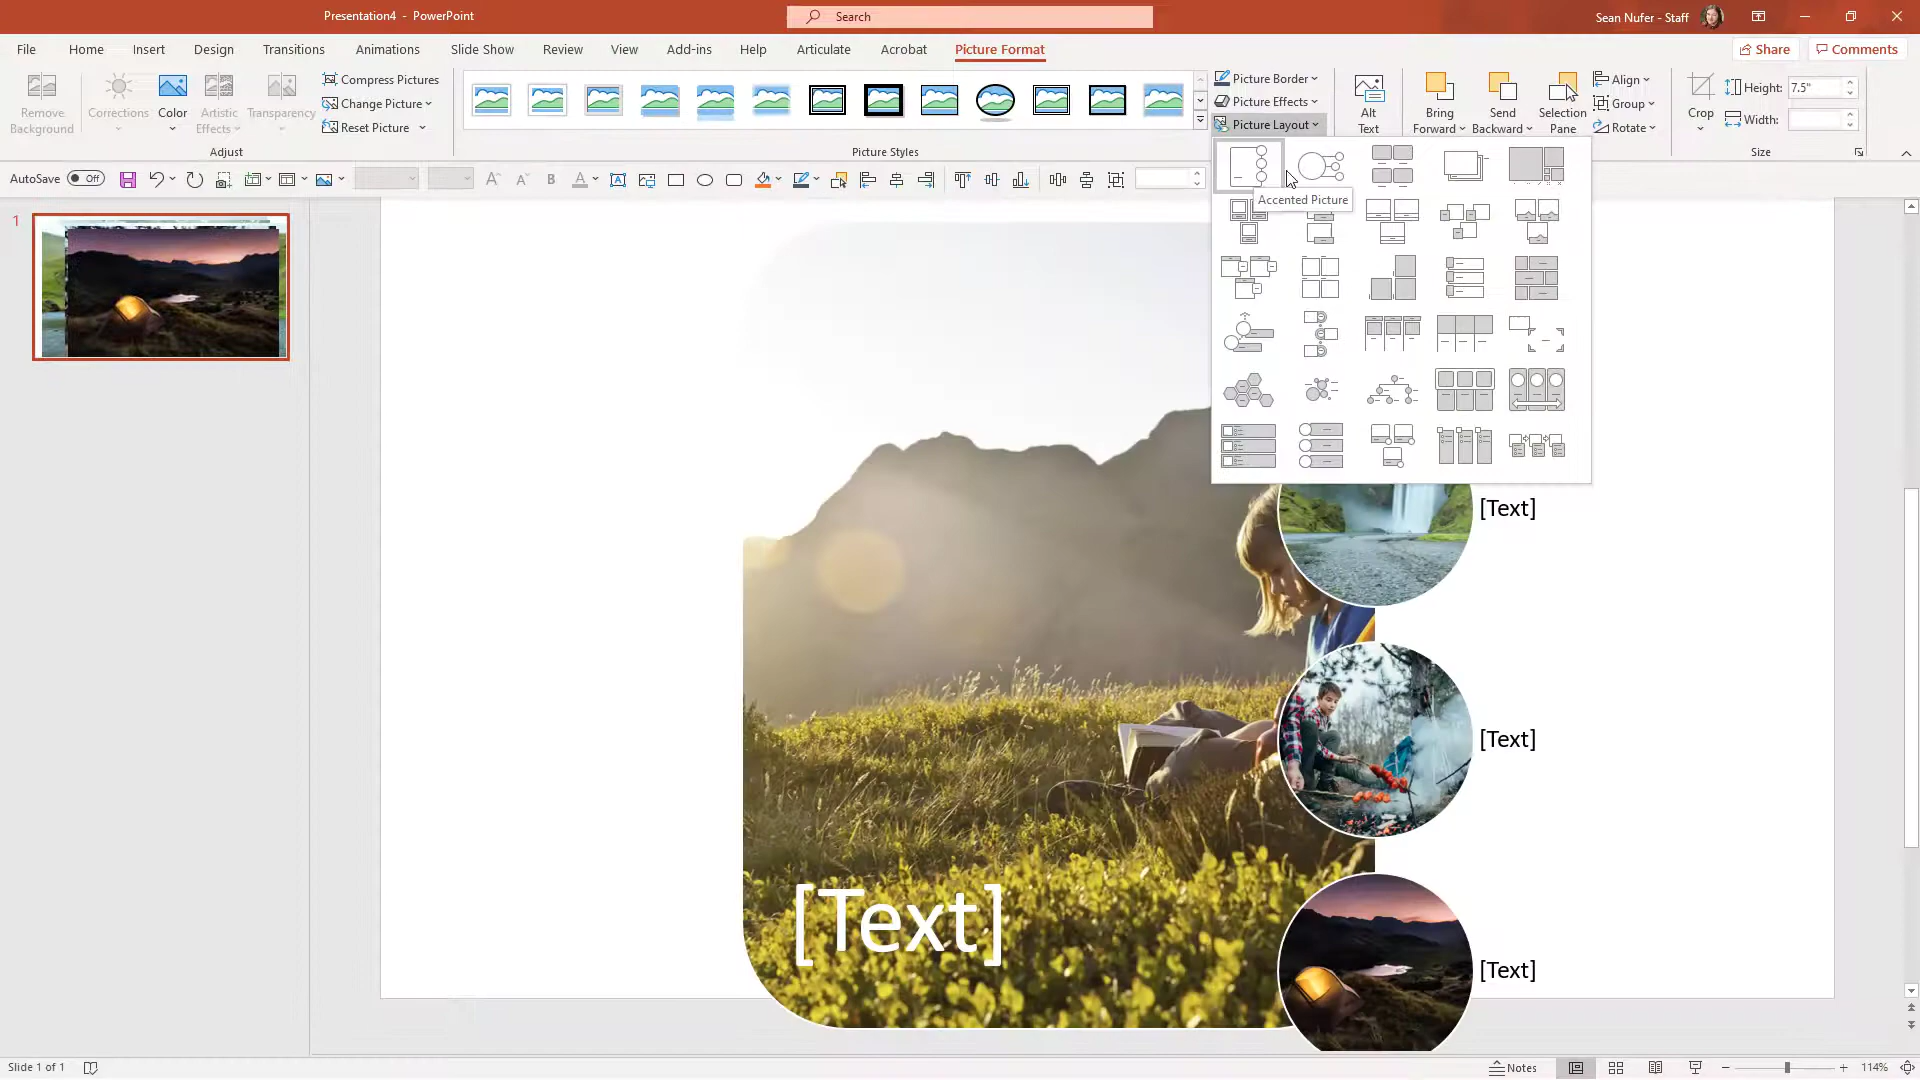 Presentation4 - PowerPoint
Search
Sean Nufer - Staff
File
Home
Insert
Design
Transitions
Animations
Slide Show
Review
View
Add-ins
Help
Articulate
Acrobat
Picture Format
Share
Comments
Remove
Background
Corrections
Color
Artistic
Effects
Transparency
Compress Pictures
Change Picture
Reset Picture
Adjust
Picture Styles
Picture Border
Picture Effects
Picture Layout
Alt
Text
Bring
Forward
Send
Backward
Selection
Pane
Align
Group
Rotate
Crop
Height: 7.5"
Width:
Size
AutoSave Off
A
A
B
A
Accented Picture
1
[Text]
[Text]
[Text]
[Text]
Slide 1 of 1
Notes
114%